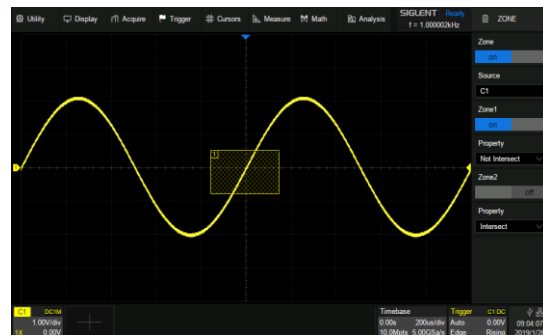 Utility Display Acquire Trigger Cursors Measure Math Analysis
SIGLENT Ready
f = 1.000002kHz
ZONE
Zone
on
Source
C1
Zone1
on
Property
Not Intersect
Zone2
off
Property
Intersect
1
C1 DC1M
1.00V/div
1X 0.00V
Timebase
0.00s 200us/div
10.0Mpts 5.00GSa/s
Trigger C1 DC
Auto 0.00V
Edge Rising
09:04:07